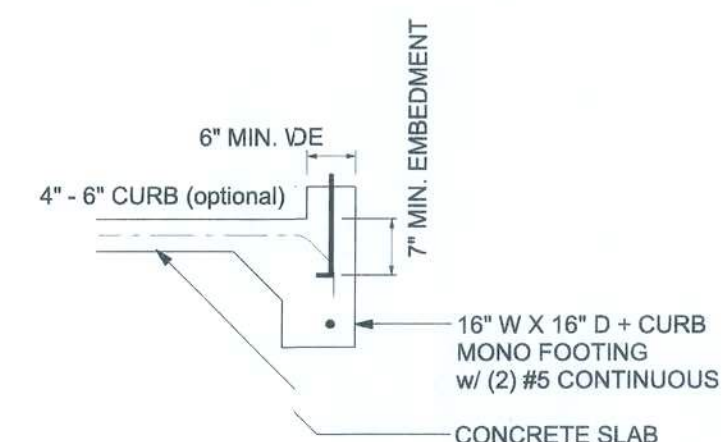 7" MIN. EMBEDMENT
6" MIN.
4" - 6" CURB (optional)
16" W X 16" D + CURB
MONO FOOTING
w/ (2) #5 CONTINUOUS
CONCRETE SLAB